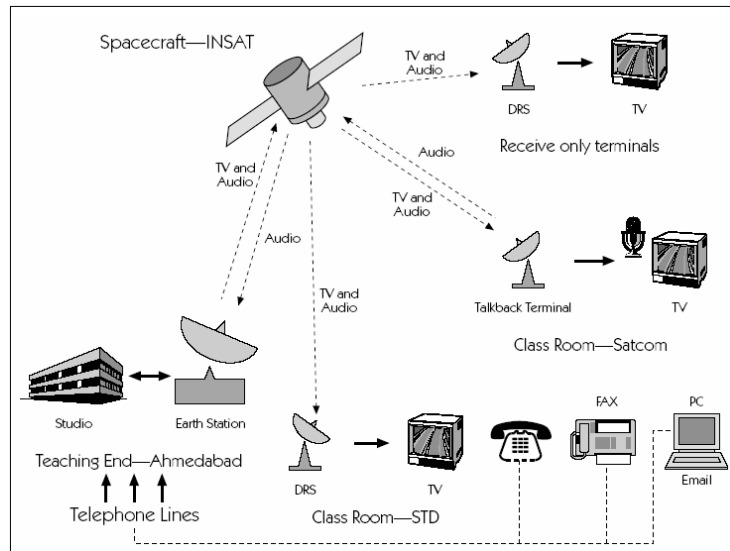 Spacecraft—INSAT
TV and
Audio
DRS
TV
Receive only terminals
Audio
TV and
Audio
TV and
Audio
Audio
Talkback Terminal
TV
Class Room—Satcom
TV and
Audio
Studio
Earth Station
Teaching End—Ahmedabad
Telephone Lines
DRS
TV
Class Room—STD
FAX
PC
Email